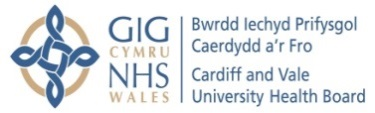 GIG
CYMRU
NHS
WALES
Bwrdd Iechyd Prifysgol
Caerdydd a'r Fro
Cardiff and Vale
University Health Board